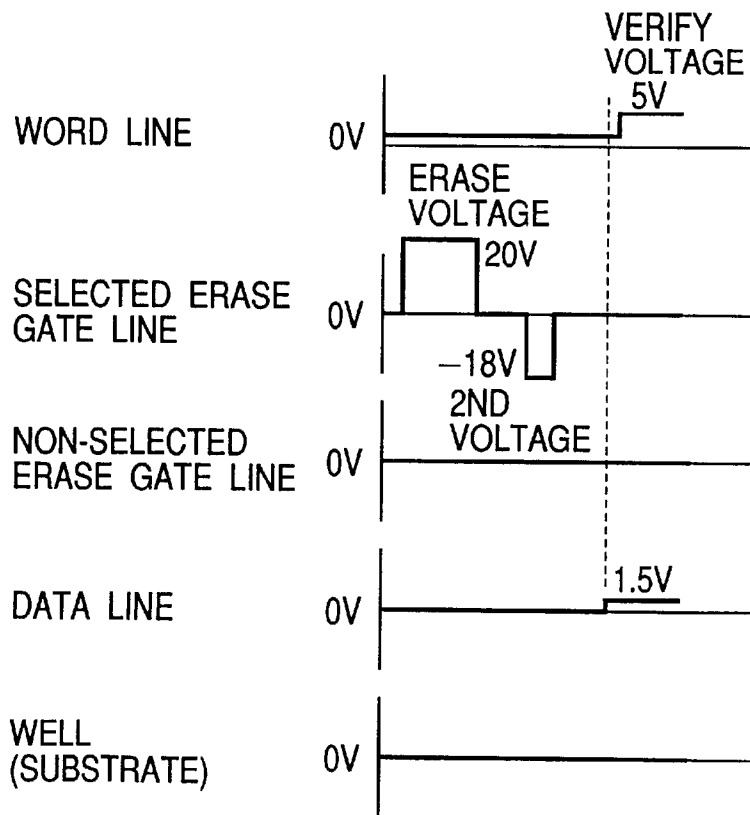 VERIFY
VOLTAGE
5V
WORD LINE
0V
ERASE
VOLTAGE
20V
SELECTED ERASE
GATE LINE
0V
−18V
2ND
VOLTAGE
NON-SELECTED
ERASE GATE LINE
0V
1.5V
DATA LINE
0V
WELL
(SUBSTRATE)
0V